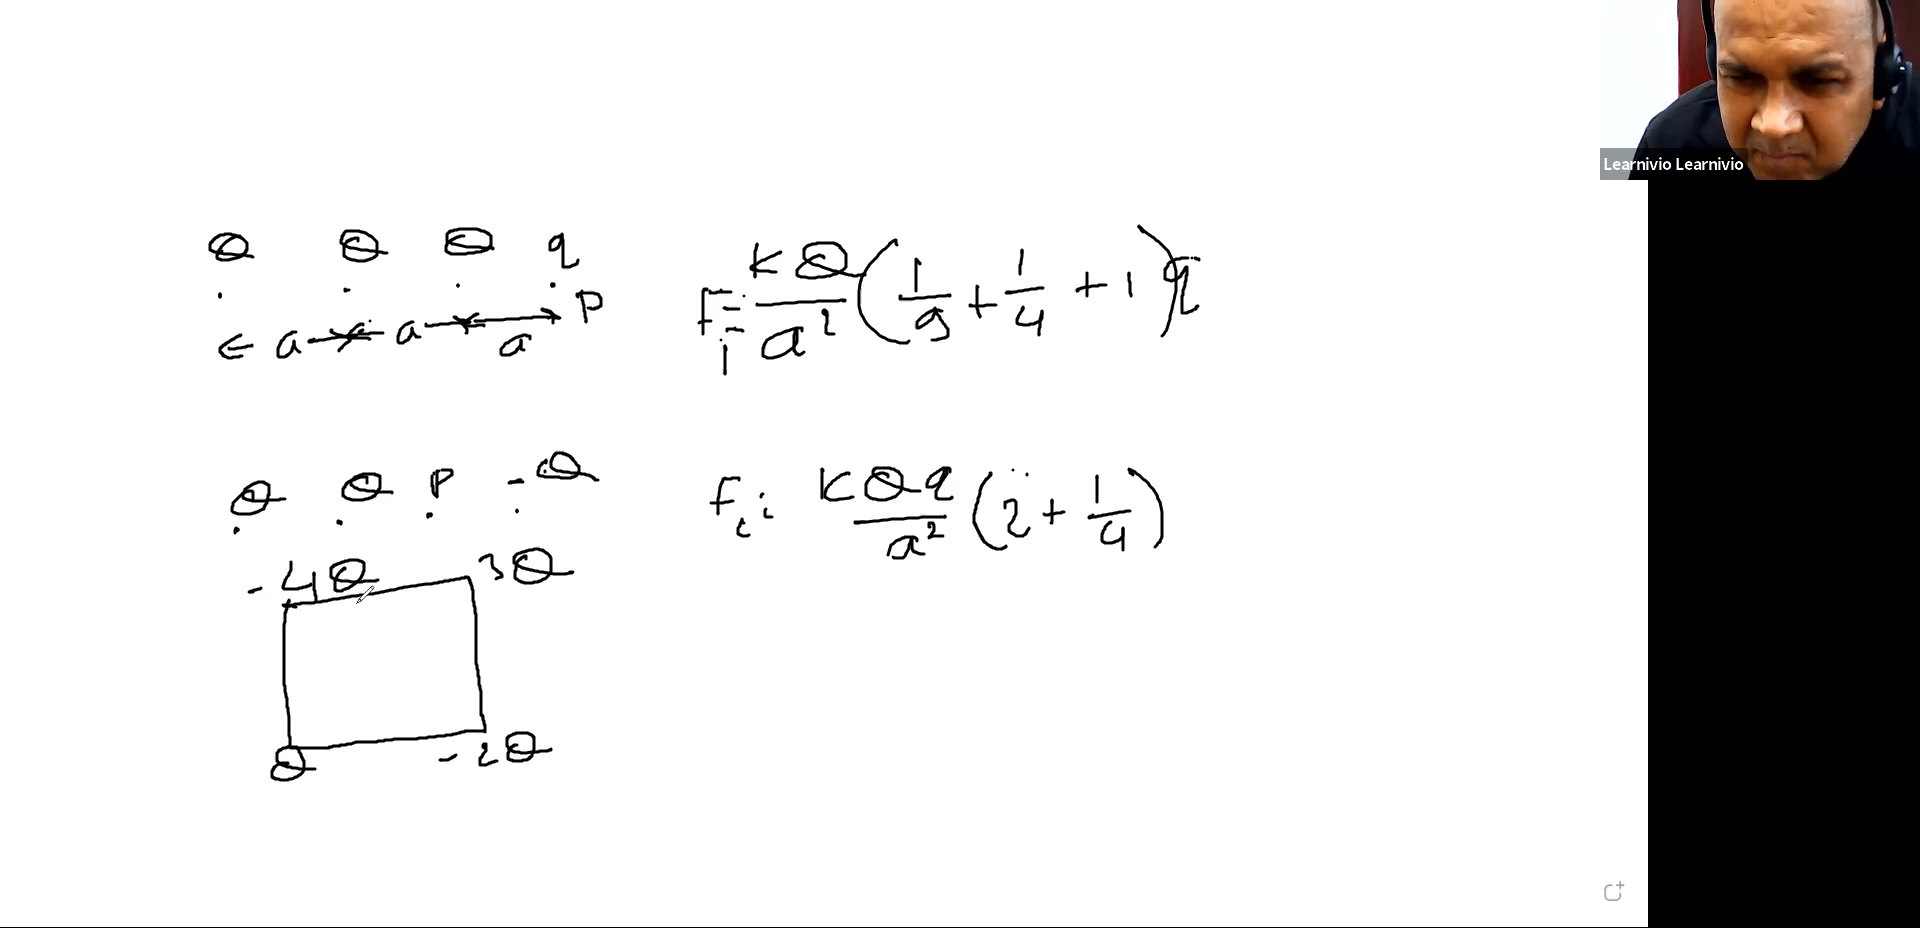 Learnivio Learnivio
Q Q Q q
P
a a a
F = KQ/a² (1/9 + 1/4 + 1) q
i
Q Q P -Q
F i : KQq/a² (2 + 1/4)
-4Q 3Q
Q -2Q